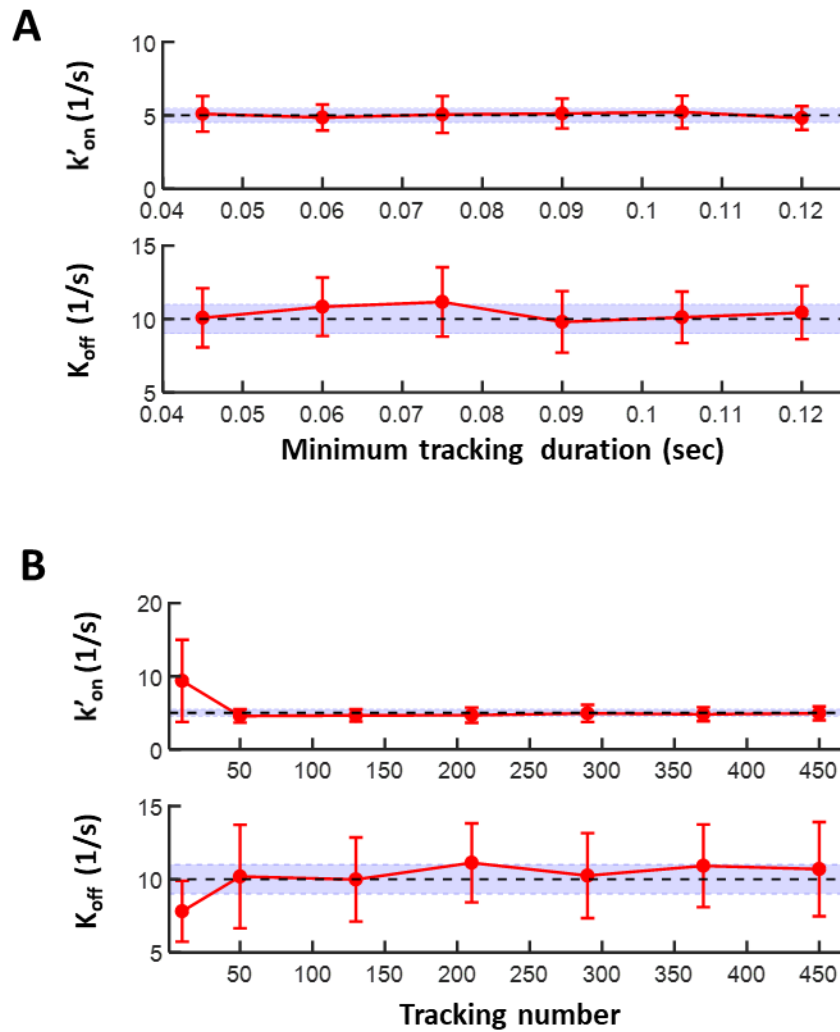 A
10
5
0
k'on (1/s)
0.04 0.05 0.06 0.07 0.08 0.09 0.1 0.11 0.12
15
10
5
Koff (1/s)
0.04 0.05 0.06 0.07 0.08 0.09 0.1 0.11 0.12
Minimum tracking duration (sec)
B
20
10
0
k'on (1/s)
50 100 150 200 250 300 350 400 450
15
10
5
Koff (1/s)
50 100 150 200 250 300 350 400 450
Tracking number